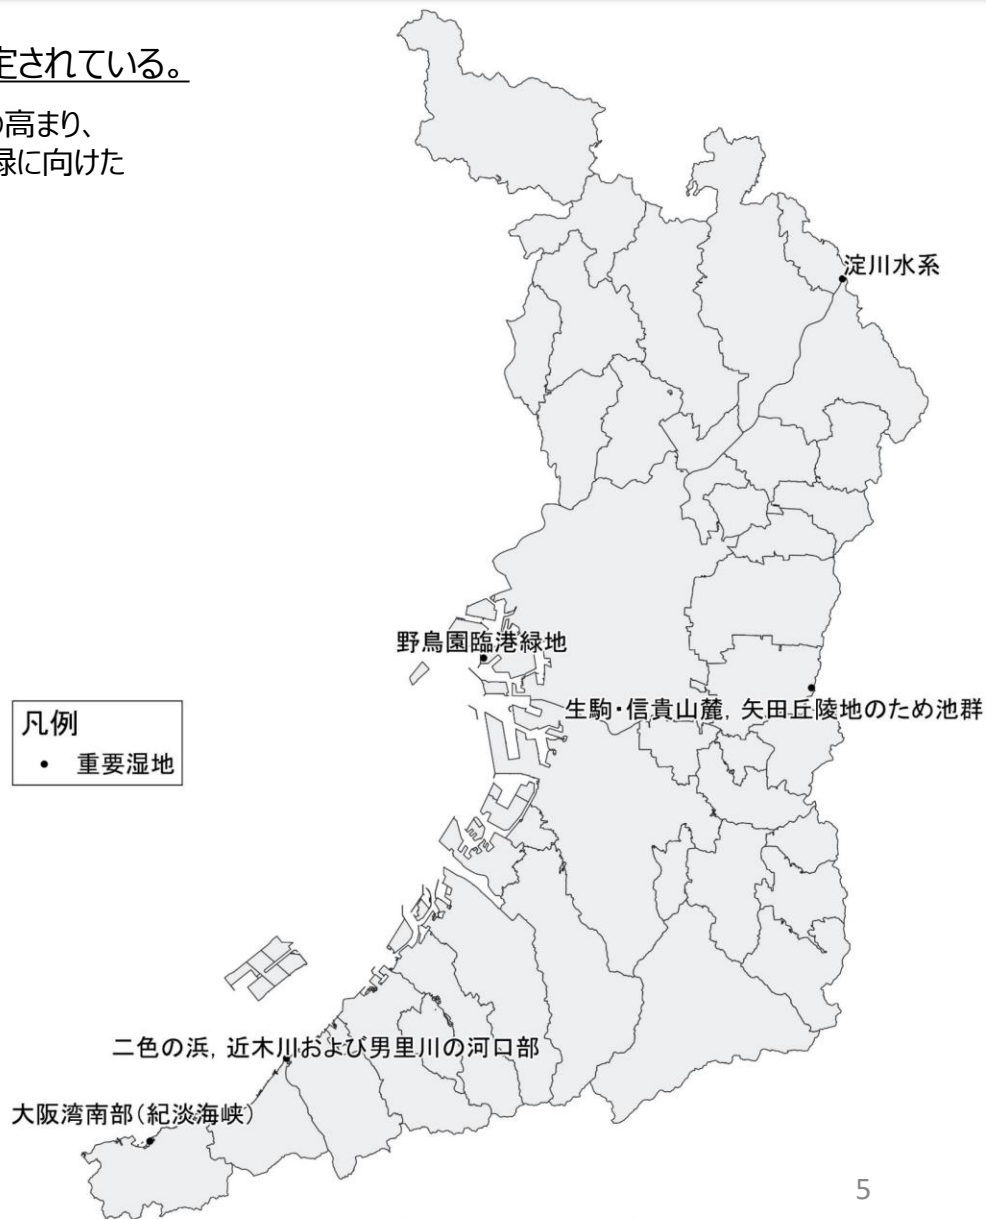 定されている。
の高まり、
録に向けた
淀川水系
野鳥園臨港緑地
生駒・信貴山麓, 矢田丘陵地のため池群
凡例
・ 重要湿地
二色の浜, 近木川および男里川の河口部
大阪湾南部(紀淡海峡)
5